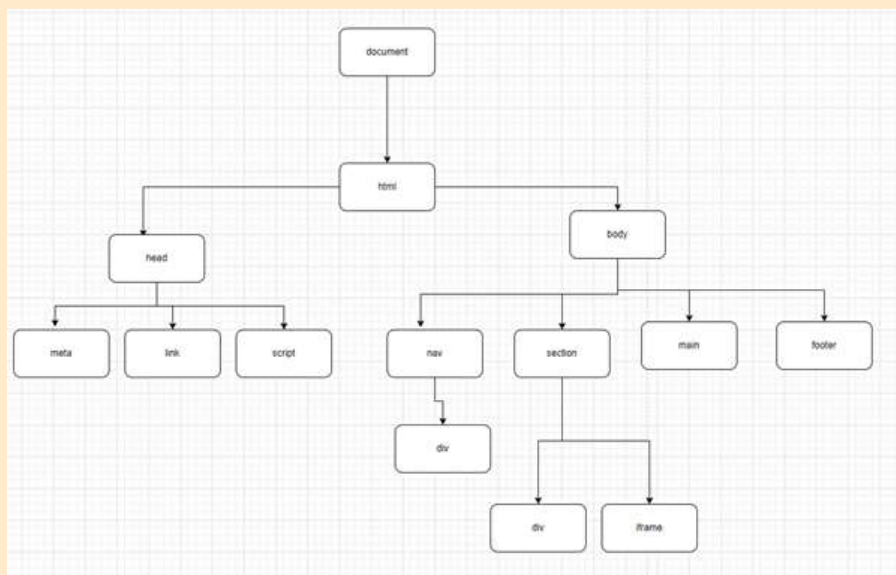 document
html
head
body
meta
link
script
nav
section
main
footer
div
div
iframe